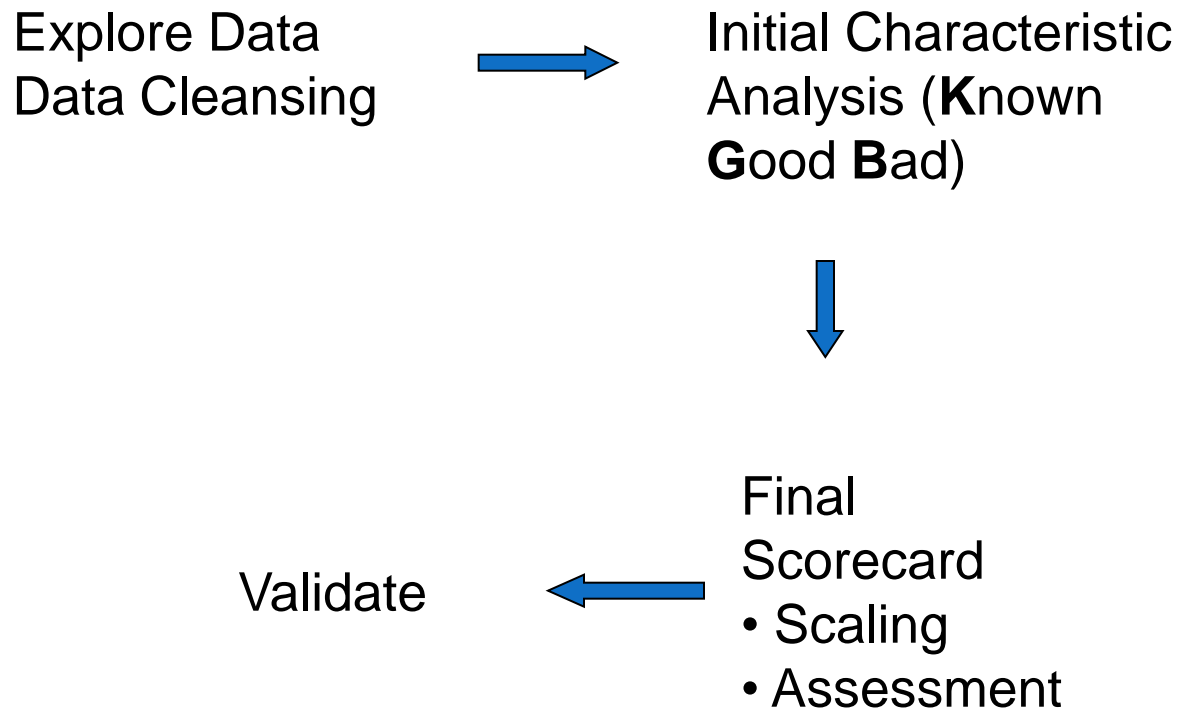 Explore Data
Data Cleansing
Initial Characteristic
Analysis (Known
Good Bad)
Final
Scorecard
• Scaling
• Assessment
Validate